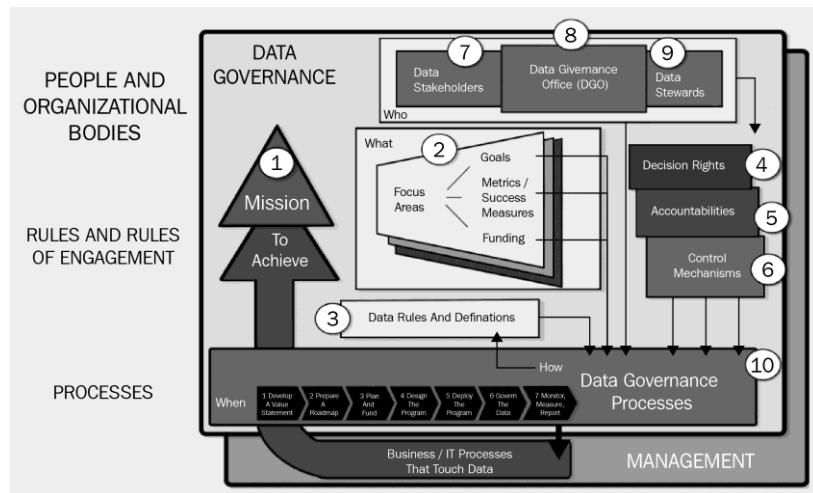 PEOPLE AND
ORGANIZATIONAL
BODIES
RULES AND RULES
OF ENGAGEMENT
PROCESSES
DATA
GOVERNANCE
7
8
9
Data
Stakeholders
Data Givernance
Office (DGO)
Data
Stewards
Who
1
Mission
To
Achieve
What
2
Focus
Areas
Goals
Metrics /
Success
Measures
Funding
Decision Rights
4
Accountabilities
5
Control
Mechanisms
6
3
Data Rules And Definations
How
10
Data Governance
Processes
When
1 Develop
A Value
Statement
2 Prepare
A
Roadmap
3 Plan
And
Fund
4 Design
The
Program
5 Deploy
The
Program
6 Govern
The
Data
7 Monitor,
Measure,
Report
Business / IT Processes
That Touch Data
MANAGEMENT